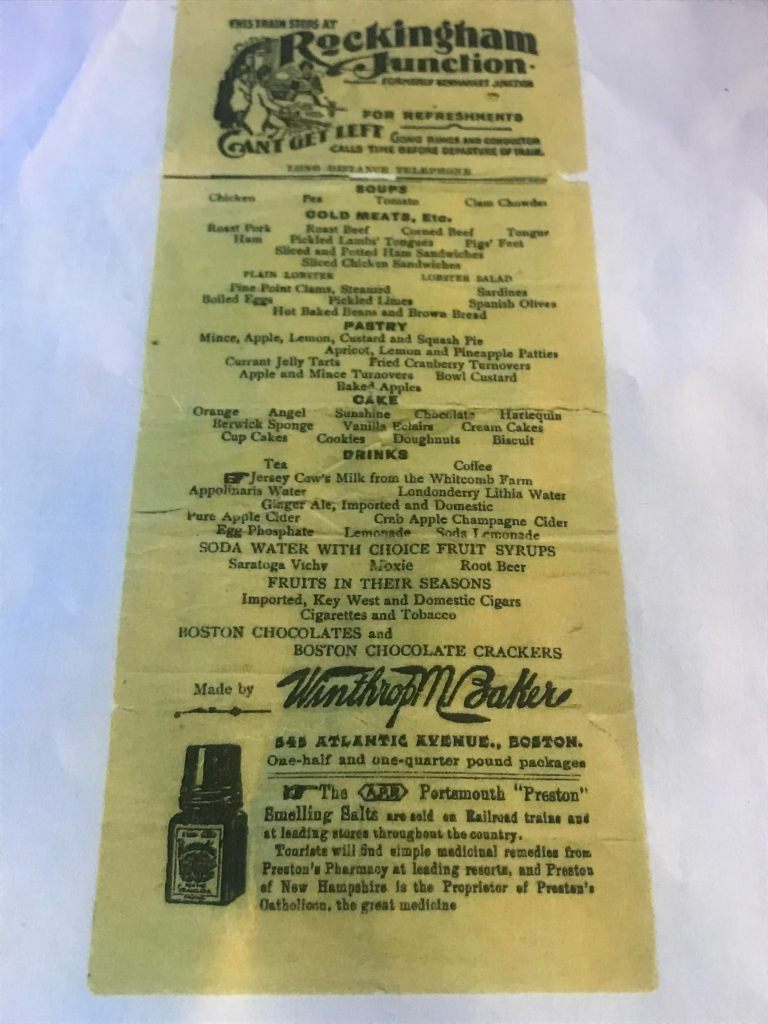 THIS TRAIN STOPS AT
Rockingham
Junction
FORMERLY NEWMARKET JUNCTION
FOR REFRESHMENTS
CAN'T GET LEFT GONG RINGS AND CONDUCTOR
CALLS TIME BEFORE DEPARTURE OF TRAIN.
LONG DISTANCE TELEPHONE
SOUPS
Chicken Pea Tomato Clam Chowder
COLD MEATS, Etc.
Roast Pork Roast Beef Corned Beef Tongue
Ham Pickled Lambs' Tongues Pigs' Feet
Sliced and Potted Ham Sandwiches
Sliced Chicken Sandwiches
PLAIN LOBSTER LOBSTER SALAD
Pine Point Clams, Steamed Sardines
Boiled Eggs Pickled Limes Spanish Olives
Hot Baked Beans and Brown Bread
PASTRY
Mince, Apple, Lemon, Custard and Squash Pie
Apricot, Lemon and Pineapple Patties
Currant Jelly Tarts Fried Cranberry Turnovers
Apple and Mince Turnovers Bowl Custard
Baked Apples
CAKE
Orange Angel Sunshine Chocolate Harlequin
Berwick Sponge Vanilla Eclairs Cream Cakes
Cup Cakes Cookies Doughnuts Biscuit
DRINKS
Tea Coffee
Jersey Cow's Milk from the Whitcomb Farm
Appolinaris Water Londonderry Lithia Water
Ginger Ale, Imported and Domestic
Pure Apple Cider Crab Apple Champagne Cider
Egg Phosphate Lemonade Soda Lemonade
SODA WATER WITH CHOICE FRUIT SYRUPS
Saratoga Vichy Moxie Root Beer
FRUITS IN THEIR SEASONS
Imported, Key West and Domestic Cigars
Cigarettes and Tobacco
BOSTON CHOCOLATES and
BOSTON CHOCOLATE CRACKERS
Made by Winthrop M Baker
545 ATLANTIC AVENUE., BOSTON.
One-half and one-quarter pound packages
The Portsmouth "Preston"
Smelling Salts are sold on Railroad trains and
at leading stores throughout the country.
Tourists will find simple medicinal remedies from
Preston's Pharmacy at leading resorts, and Preston
of New Hampshire is the Proprietor of Preston's
Catholicon, the great medicine